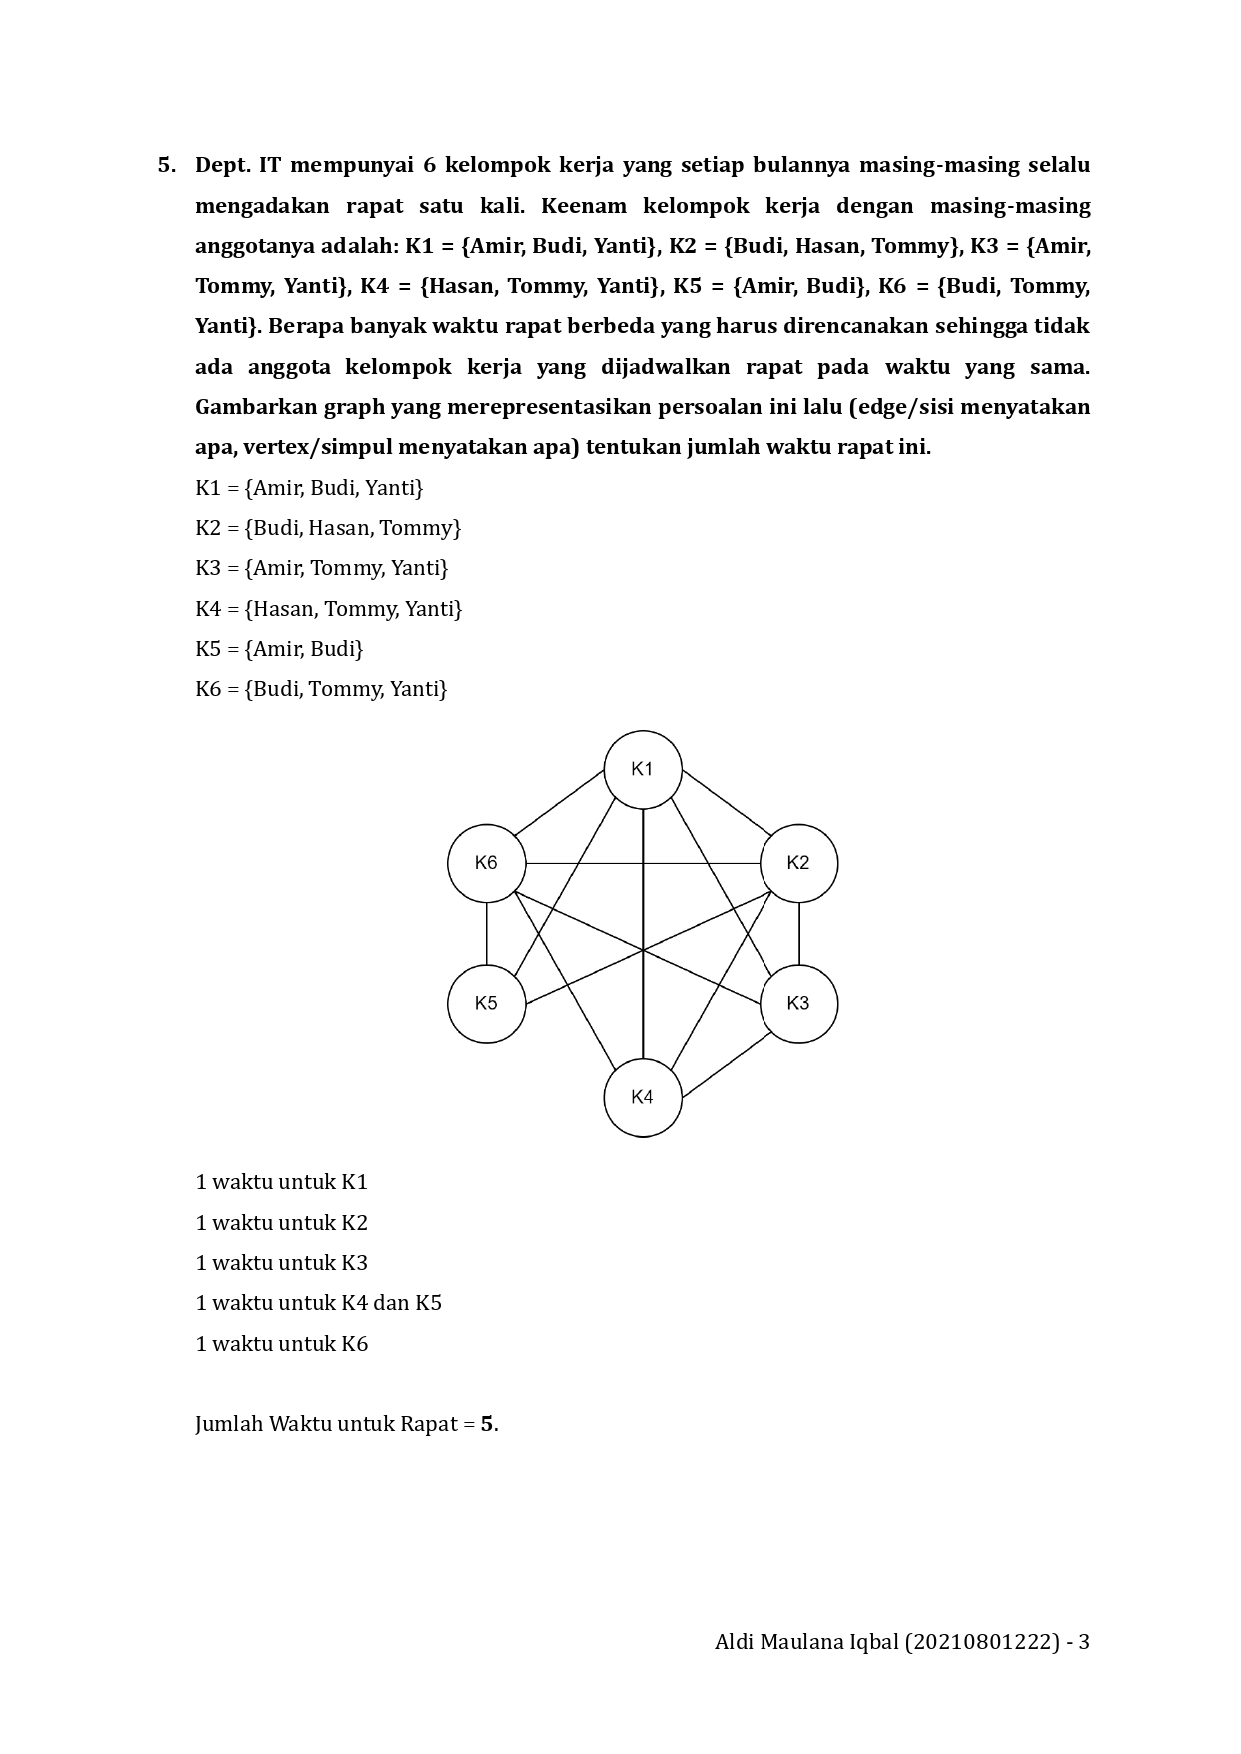 5. Dept. IT mempunyai 6 kelompok kerja yang setiap bulannya masing-masing selalu
mengadakan rapat satu kali. Keenam kelompok kerja dengan masing-masing
anggotanya adalah: K1 = {Amir, Budi, Yanti}, K2 = {Budi, Hasan, Tommy}, K3 = {Amir,
Tommy, Yanti}, K4 = {Hasan, Tommy, Yanti}, K5 = {Amir, Budi}, K6 = {Budi, Tommy,
Yanti}. Berapa banyak waktu rapat berbeda yang harus direncanakan sehingga tidak
ada anggota kelompok kerja yang dijadwalkan rapat pada waktu yang sama.
Gambarkan graph yang merepresentasikan persoalan ini lalu (edge/sisi menyatakan
apa, vertex/simpul menyatakan apa) tentukan jumlah waktu rapat ini.
K1 = {Amir, Budi, Yanti}
K2 = {Budi, Hasan, Tommy}
K3 = {Amir, Tommy, Yanti}
K4 = {Hasan, Tommy, Yanti}
K5 = {Amir, Budi}
K6 = {Budi, Tommy, Yanti}
K1
K6
K2
K5
K3
K4
1 waktu untuk K1
1 waktu untuk K2
1 waktu untuk K3
1 waktu untuk K4 dan K5
1 waktu untuk K6
Jumlah Waktu untuk Rapat = 5.
Aldi Maulana Iqbal (20210801222) - 3